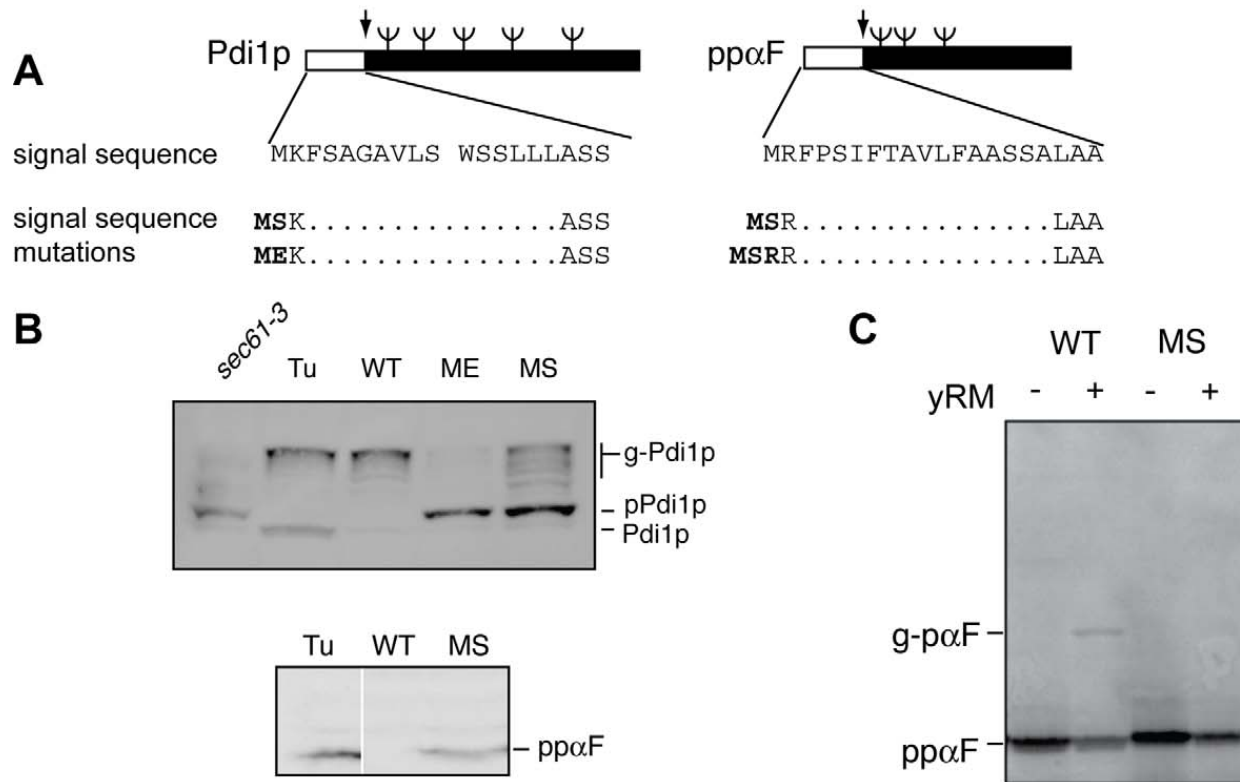 A
Pdi1p
ppαF
signal sequence
MKFSAGAVLS WSSLLLASS
MRFPSIFTAVLFAASSALAA
signal sequence
mutations
MSK...............ASS
MEK...............ASS
MSR...............LAA
MSRR...............LAA
B
sec61-3
Tu
WT
ME
MS
g-Pdi1p
pPdi1p
Pdi1p
Tu
WT
MS
ppαF
C
WT
MS
yRM
- + - +
g-pαF
ppαF